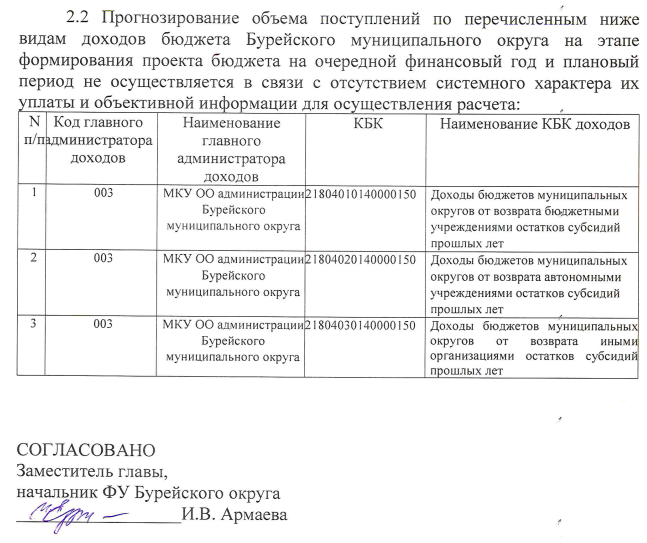 2.2 Прогнозирование объема поступлений по перечисленным ниже
видам доходов бюджета Бурейского муниципального округа на этапе
формирования проекта бюджета на очередной финансовый год и плановый
период не осуществляется в связи с отсутствием системного характера их
уплаты и объективной информации для осуществления расчета:
N п/п Код главного администратора доходов Наименование главного администратора доходов КБК Наименование КБК доходов
1 003 МКУ ОО администрации 21804010140000150 Доходы бюджетов муниципальных
Бурейского округов от возврата бюджетными
муниципального округа учреждениями остатков субсидий
прошлых лет
2 003 МКУ ОО администрации 21804020140000150 Доходы бюджетов муниципальных
Бурейского округов от возврата автономными
муниципального округа учреждениями остатков субсидий
прошлых лет
3 003 МКУ ОО администрации 21804030140000150 Доходы бюджетов муниципальных
Бурейского округов от возврата иными
муниципального округа организациями остатков субсидий
прошлых лет
СОГЛАСОВАНО
Заместитель главы,
начальник ФУ Бурейского округа
И.В. Армаева